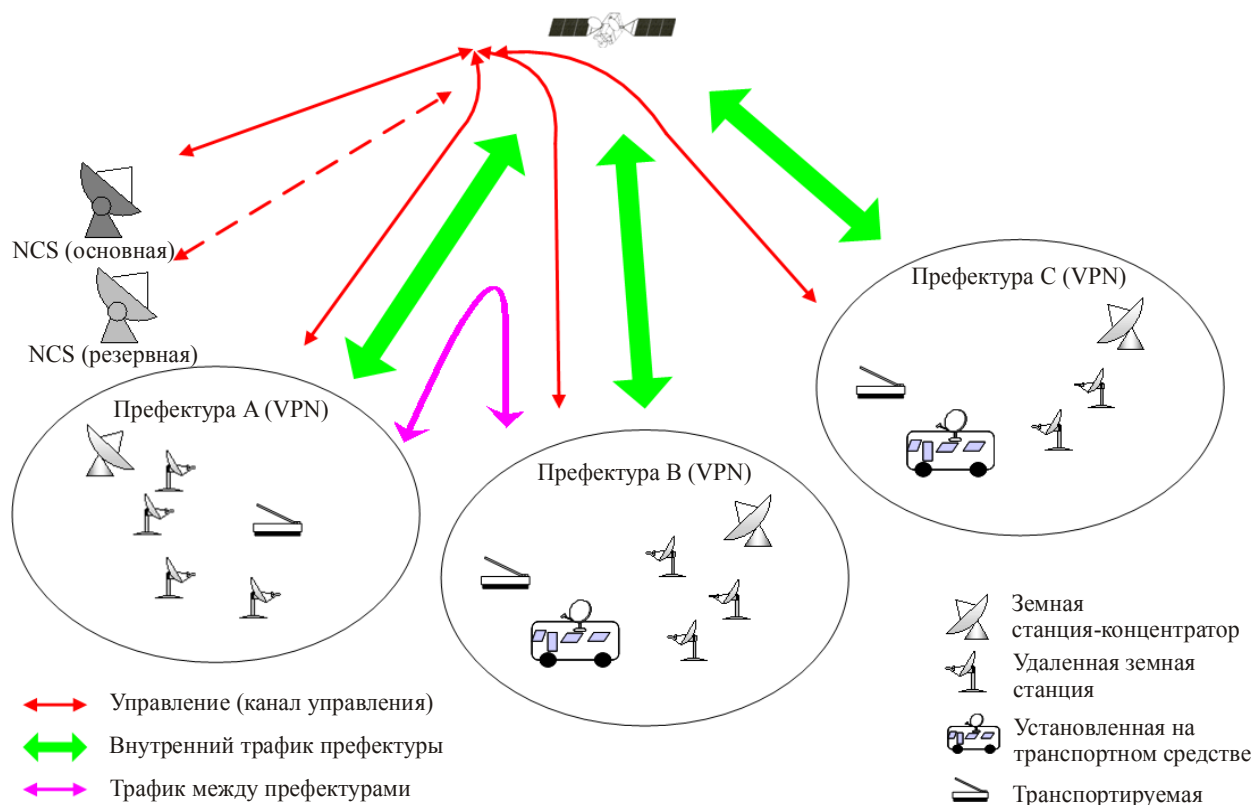 NCS (основная)
NCS (резервная)
Префектура A (VPN)
Префектура B (VPN)
Префектура C (VPN)
Управление (канал управления)
Внутренний трафик префектуры
Трафик между префектурами
Земная
станция-концентратор
Удаленная земная
станция
Установленная на
транспортном средстве
Транспортируемая